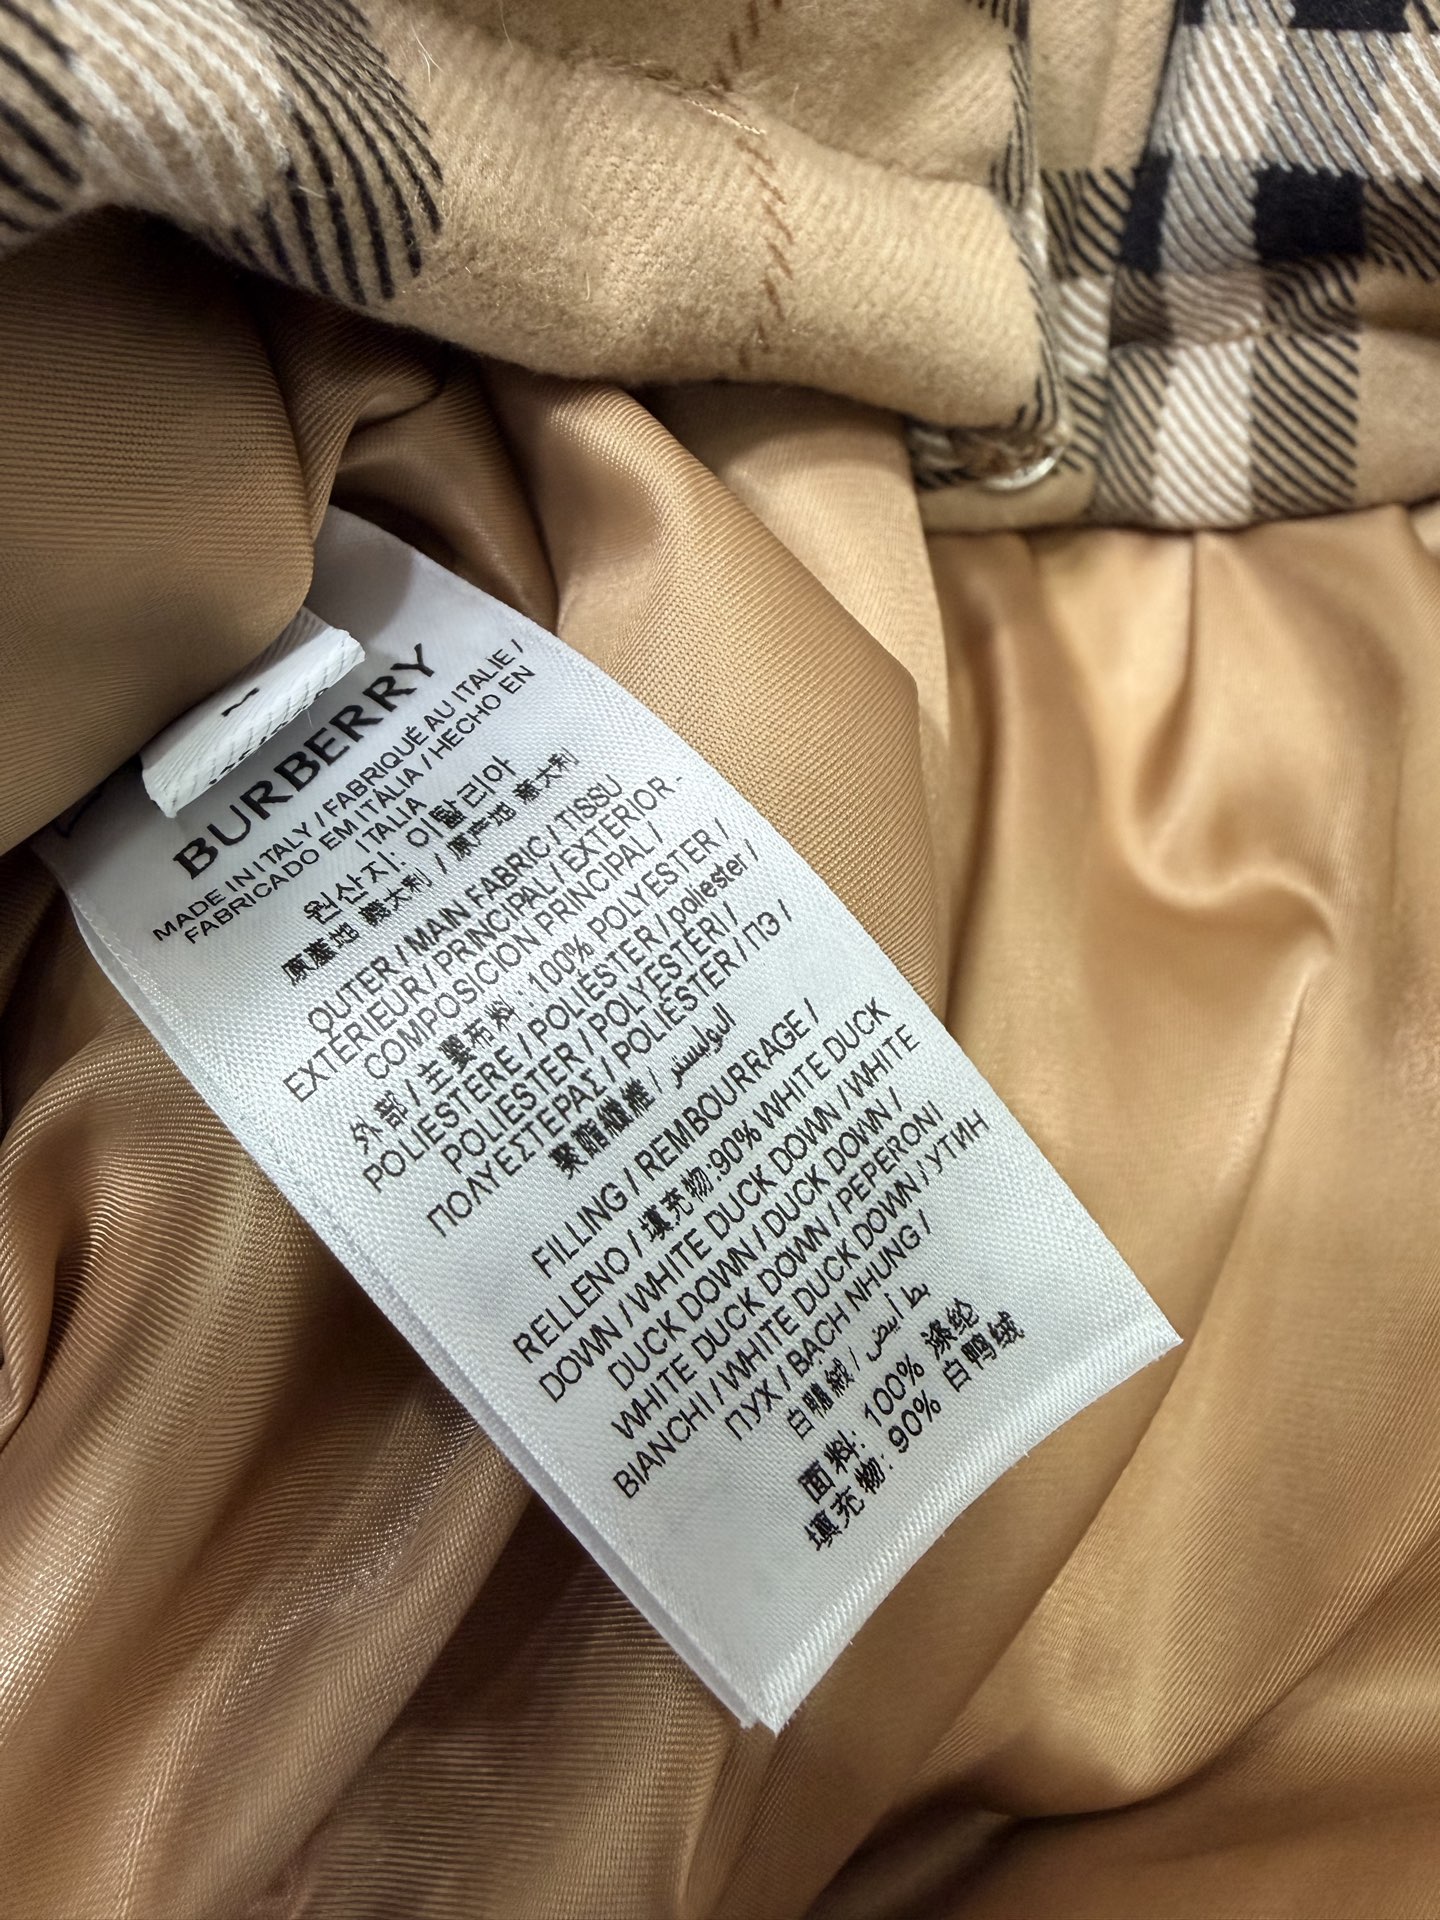 BURBERRY
MADE IN ITALY / FABRIQUÉ AU ITALIE /
FABRICADO EM ITÁLIA / HECHO EN
ITALIA
원산지: 이탈리아
原產地 義大利 / 原产地 意大利
OUTER / MAIN FABRIC / TISSU
EXTÉRIEUR / PRINCIPAL / EXTERIOR -
COMPOSICION PRINCIPAL /
外部 / 主要布料 : 100% POLYESTER /
POLIESTERE / POLIÉSTER / poliester /
POLIESTER / POLYESTERI /
ΠΟΛΥΕΣΤΕΡΑΣ / POLIÉSTER / ПЭ /
聚酯纖維 / البوليستر
FILLING / REMBOURRAGE /
RELLENO / 填充物:90% WHITE DUCK
DOWN / WHITE DUCK DOWN / WHITE
DUCK DOWN / DUCK DOWN /
WHITE DUCK DOWN / PEPERONI
BIANCHI / WHITE DUCK DOWN / УТИН
ПУХ / BẠCH NHUNG /
白鴨絨 / بط أبيض
面料: 100% 涤纶
填充物: 90% 白鸭绒